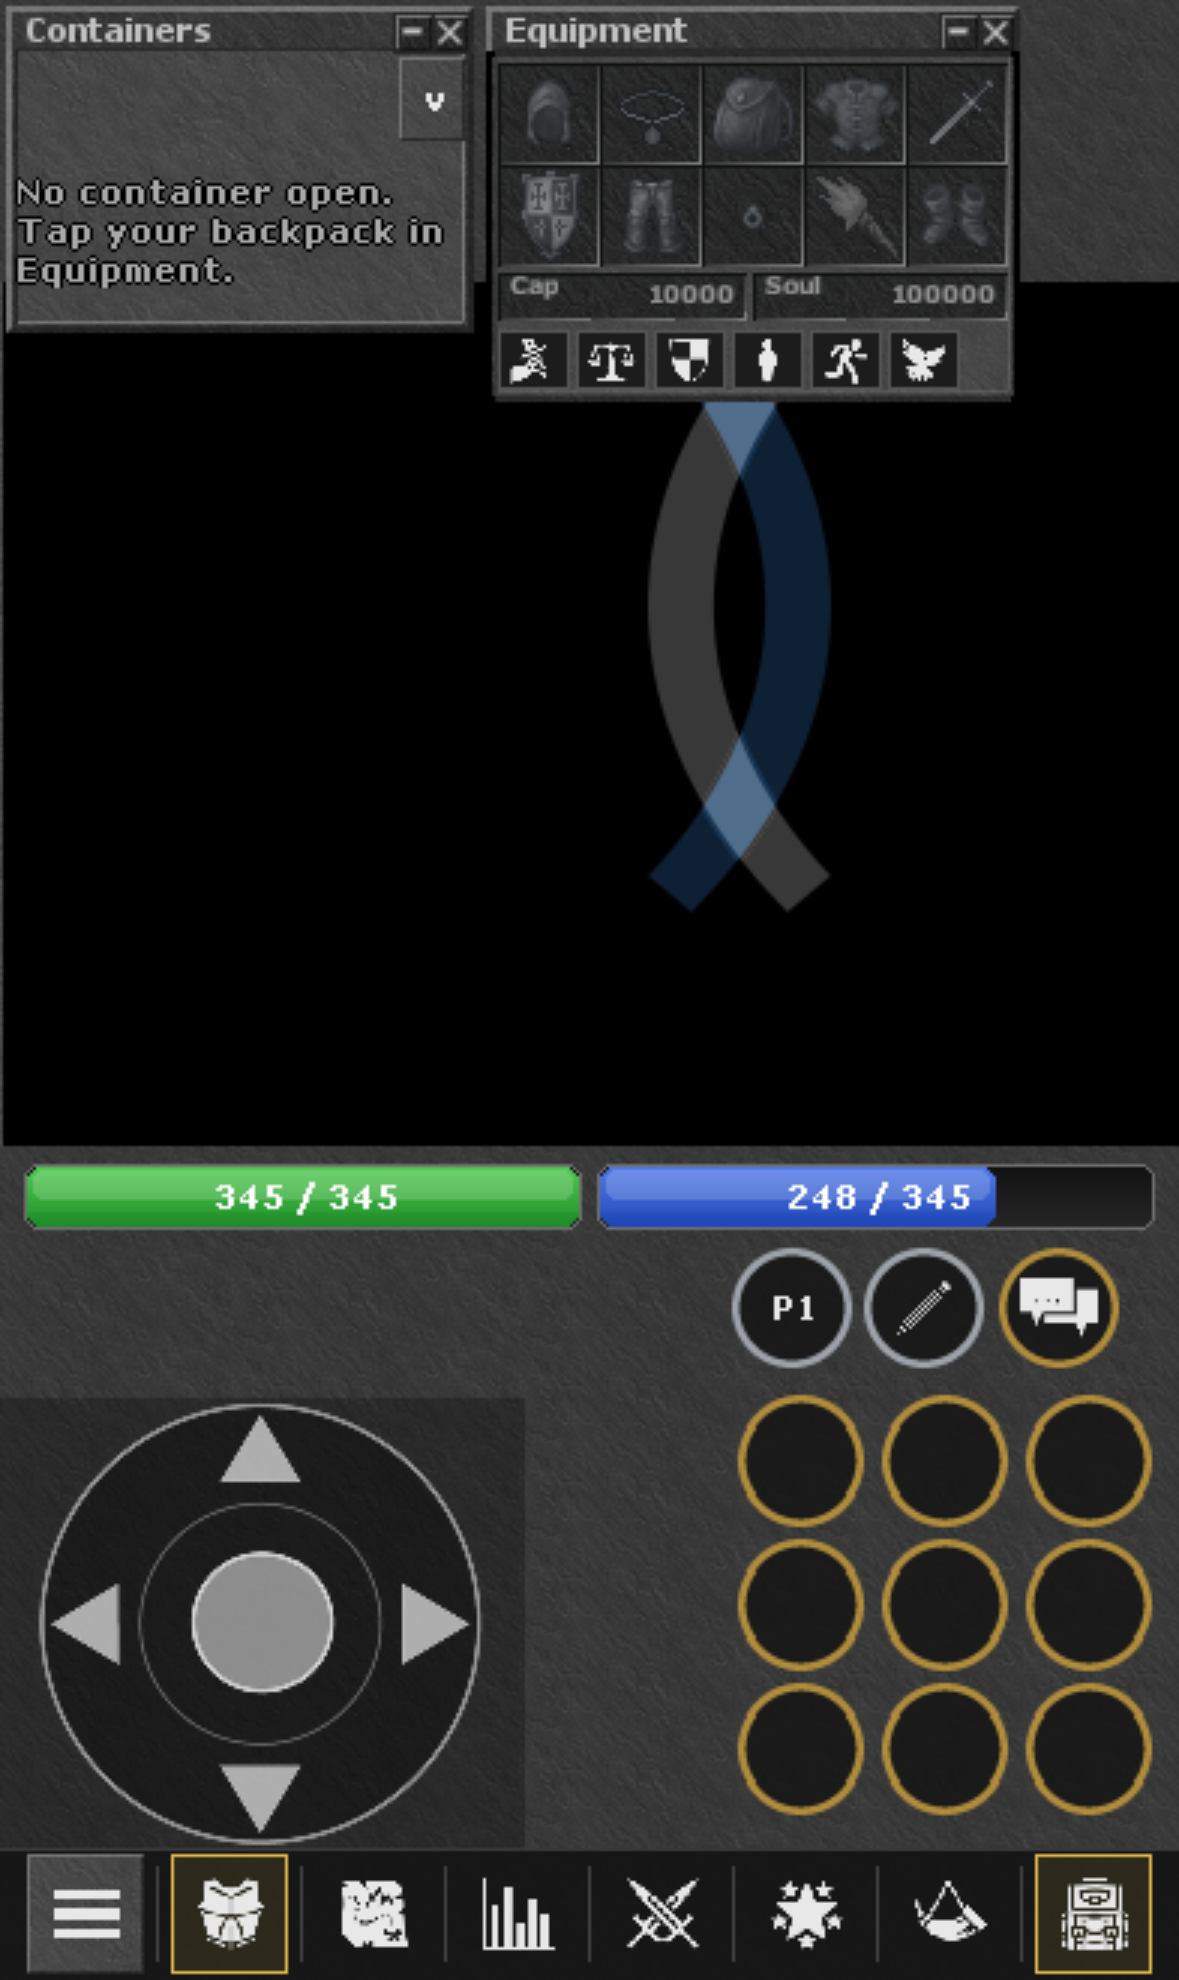 Containers
Equipment
v
No container open.
Tap your backpack in
Equipment.
Cap 10000
Soul 100000
345 / 345
248 / 345
P1